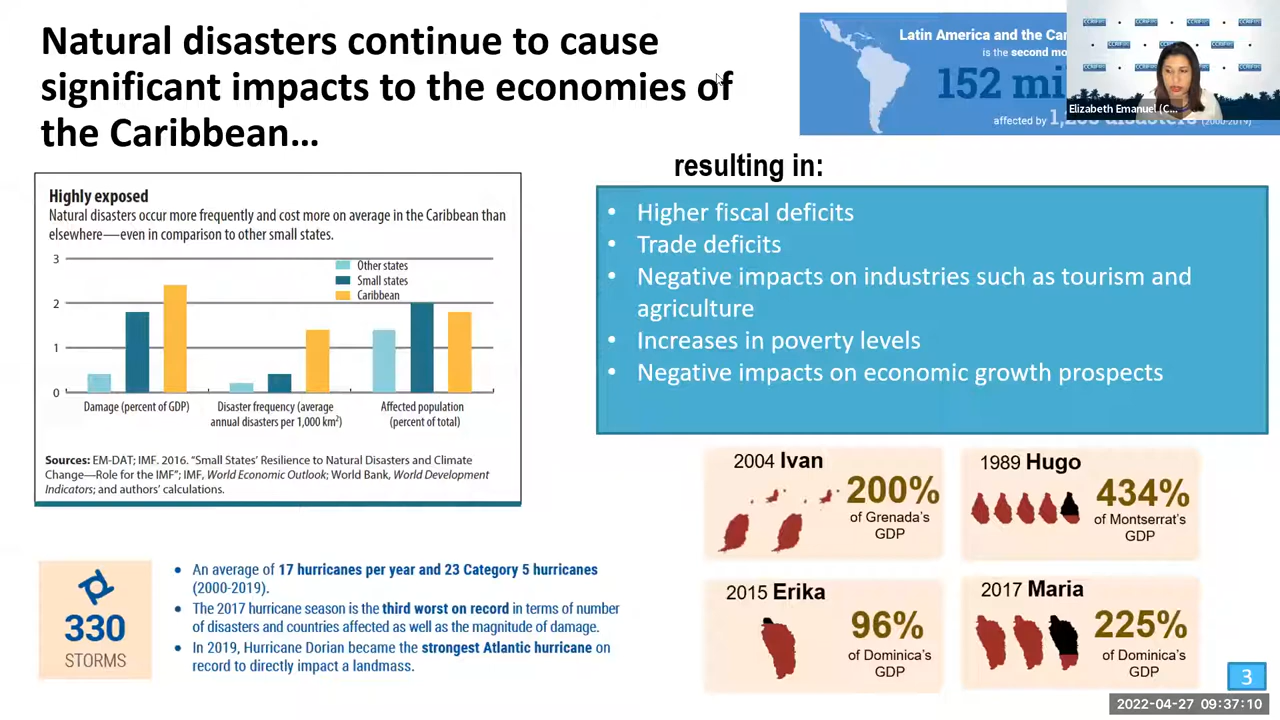 Natural disasters continue to cause
significant impacts to the economies of
the Caribbean…
Latin America and the Car
is the second mo
152 mi
affected by
disasters (2000-2019)
Elizabeth Emanuel (C...
Highly exposed
Natural disasters occur more frequently and cost more on average in the Caribbean than
elsewhere—even in comparison to other small states.
3
2
1
0
Other states
Small states
Caribbean
Damage (percent of GDP)
Disaster frequency (average
annual disasters per 1,000 km²)
Affected population
(percent of total)
Sources: EM-DAT; IMF. 2016. “Small States’ Resilience to Natural Disasters and Climate
Change—Role for the IMF”; IMF, World Economic Outlook; World Bank, World Development
Indicators; and authors’ calculations.
resulting in:
• Higher fiscal deficits
• Trade deficits
• Negative impacts on industries such as tourism and
agriculture
• Increases in poverty levels
• Negative impacts on economic growth prospects
2004 Ivan
200%
of Grenada's
GDP
1989 Hugo
434%
of Montserrat's
GDP
2015 Erika
96%
of Dominica's
GDP
2017 Maria
225%
of Dominica's
GDP
330
STORMS
• An average of 17 hurricanes per year and 23 Category 5 hurricanes
(2000-2019).
• The 2017 hurricane season is the third worst on record in terms of number
of disasters and countries affected as well as the magnitude of damage.
• In 2019, Hurricane Dorian became the strongest Atlantic hurricane on
record to directly impact a landmass.
3
2022-04-27 09:37:10